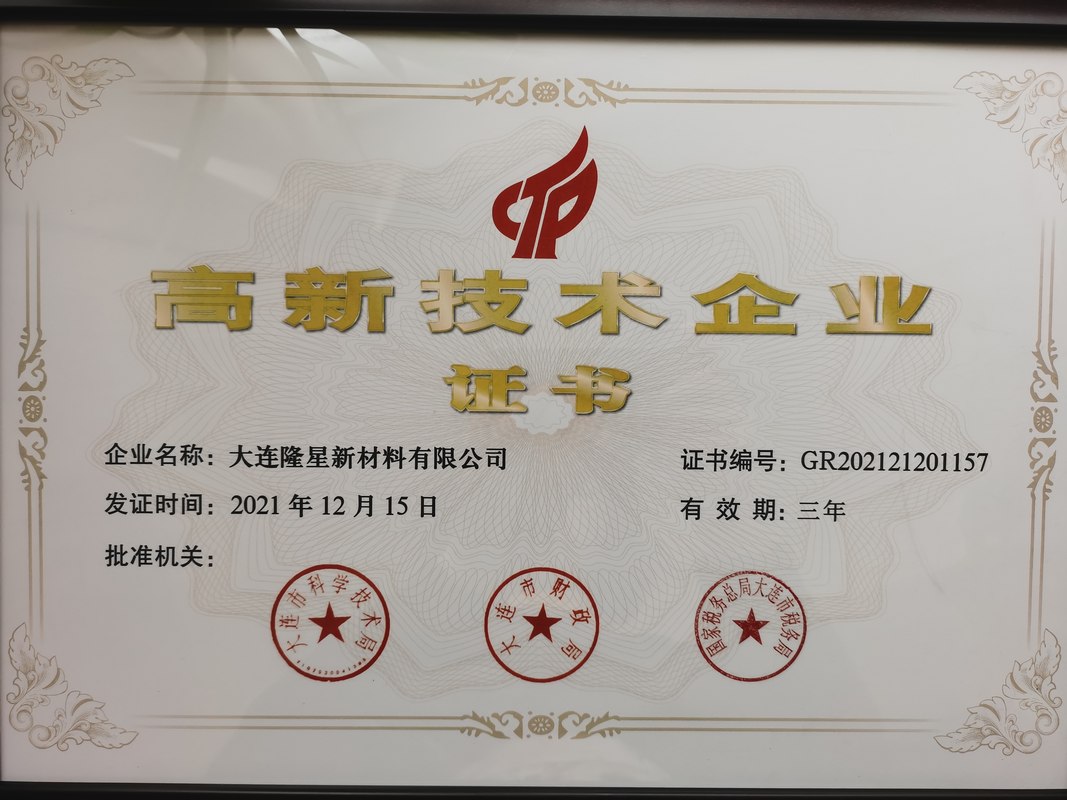 CTP
高新技术企业
证书
企业名称：大连隆星新材料有限公司
证书编号：GR202121201157
发证时间：2021年12月15日
有效期：三年
批准机关：
大连市科学技术局
大连市财政局
国家税务总局大连市税务局